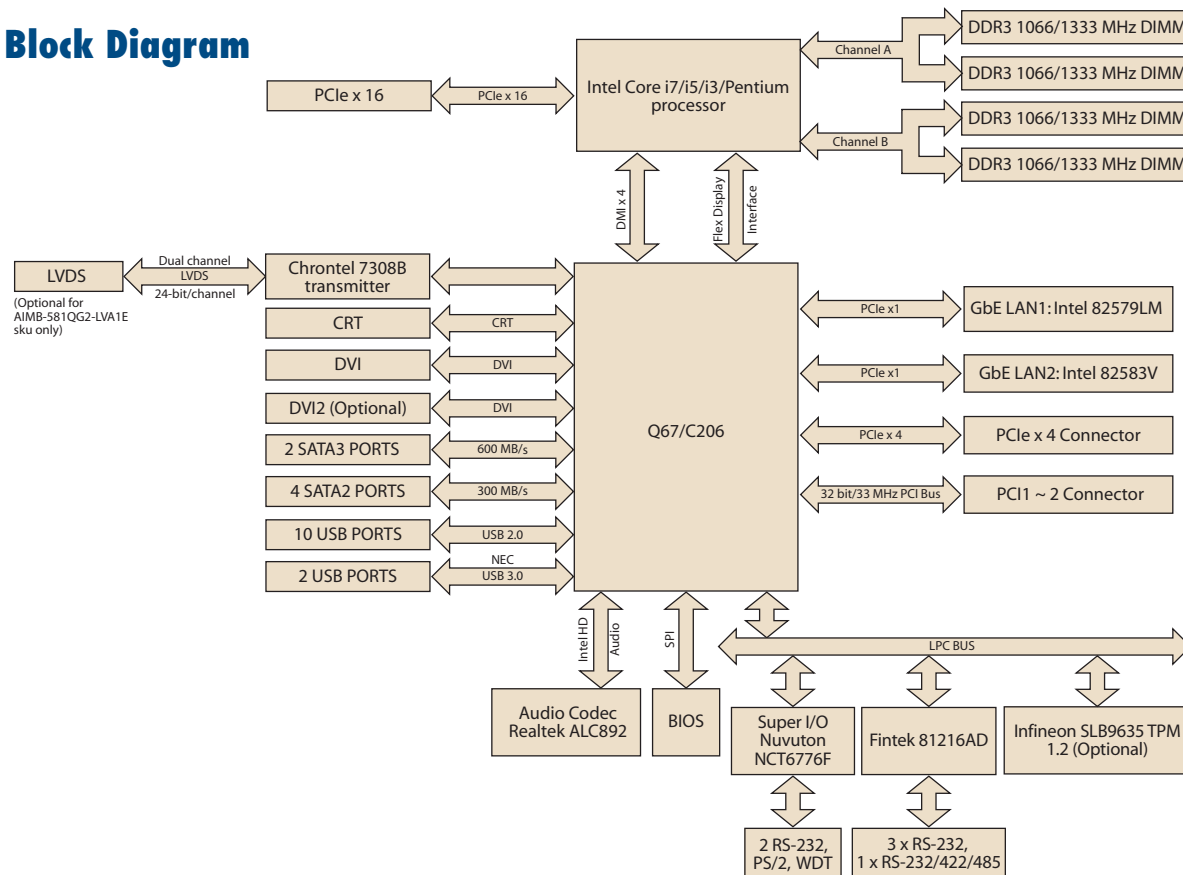 Block Diagram
DDR3 1066/1333 MHz DIMM
Channel A
Intel Core i7/i5/i3/Pentium
processor
PCIe x 16
PCIe x 16
DDR3 1066/1333 MHz DIMM
DDR3 1066/1333 MHz DIMM
Channel B
DDR3 1066/1333 MHz DIMM
DMI x 4
Flex Display
Interface
LVDS
(Optional for
AIMB-581QG2-LVA1E
sku only)
Dual channel
LVDS
24-bit/channel
Chrontel 7308B
transmitter
CRT
CRT
DVI
DVI
DVI2 (Optional)
DVI
2 SATA3 PORTS
600 MB/s
4 SATA2 PORTS
300 MB/s
10 USB PORTS
USB 2.0
2 USB PORTS
NEC
USB 3.0
Q67/C206
PCIe x1
GbE LAN1: Intel 82579LM
PCIe x1
GbE LAN2: Intel 82583V
PCIe x 4
PCIe x 4 Connector
32 bit/33 MHz PCI Bus
PCI1 ~ 2 Connector
Intel HD
Audio
SPI
LPC BUS
Audio Codec
Realtek ALC892
BIOS
Super I/O
Nuvuton
NCT6776F
Fintek 81216AD
Infineon SLB9635 TPM
1.2 (Optional)
2 RS-232,
PS/2, WDT
3 x RS-232,
1 x RS-232/422/485